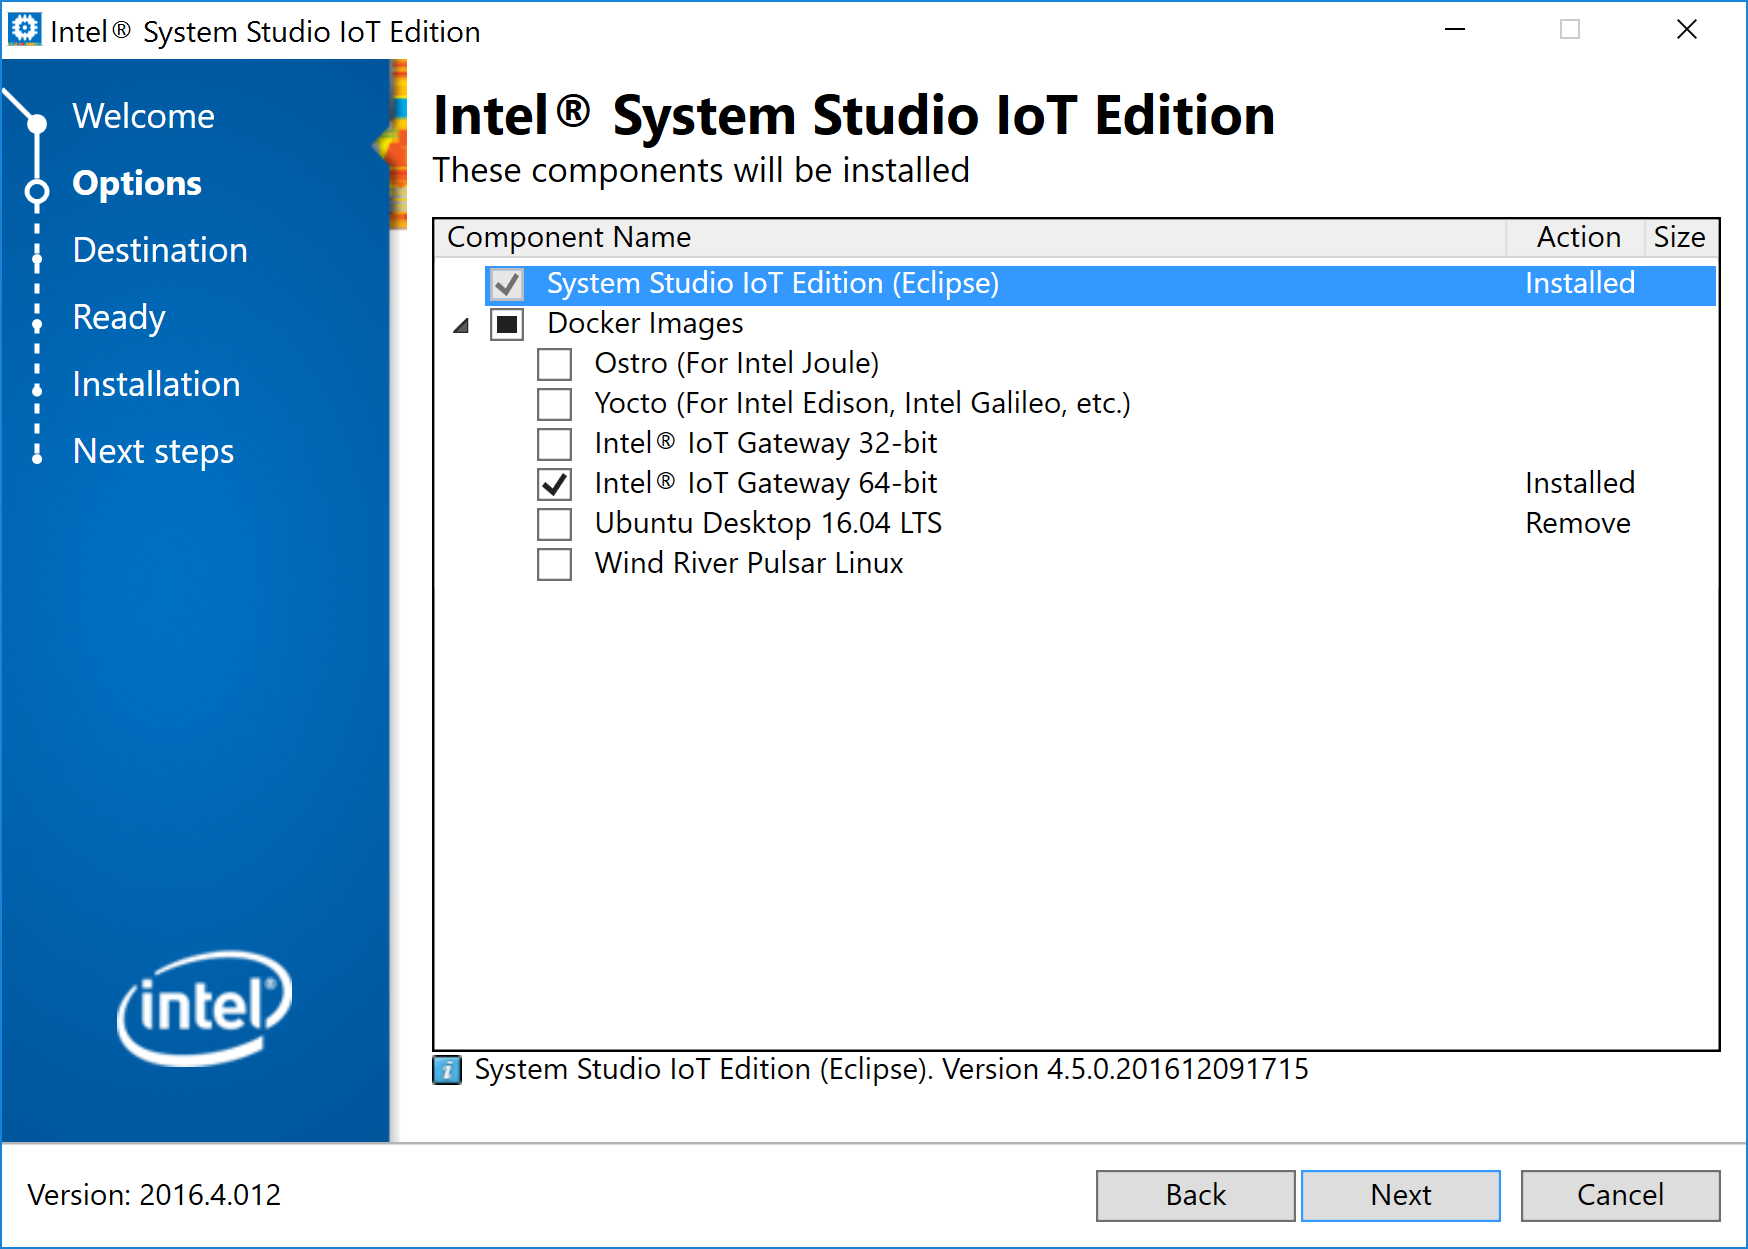 Intel® System Studio IoT Edition
Welcome
Options
Destination
Ready
Installation
Next steps
intel®
Intel® System Studio IoT Edition
These components will be installed
Component Name Action Size
System Studio IoT Edition (Eclipse) Installed
Docker Images
Ostro (For Intel Joule)
Yocto (For Intel Edison, Intel Galileo, etc.)
Intel® IoT Gateway 32-bit
Intel® IoT Gateway 64-bit Installed
Ubuntu Desktop 16.04 LTS Remove
Wind River Pulsar Linux
i System Studio IoT Edition (Eclipse). Version 4.5.0.201612091715
Version: 2016.4.012
Back Next Cancel